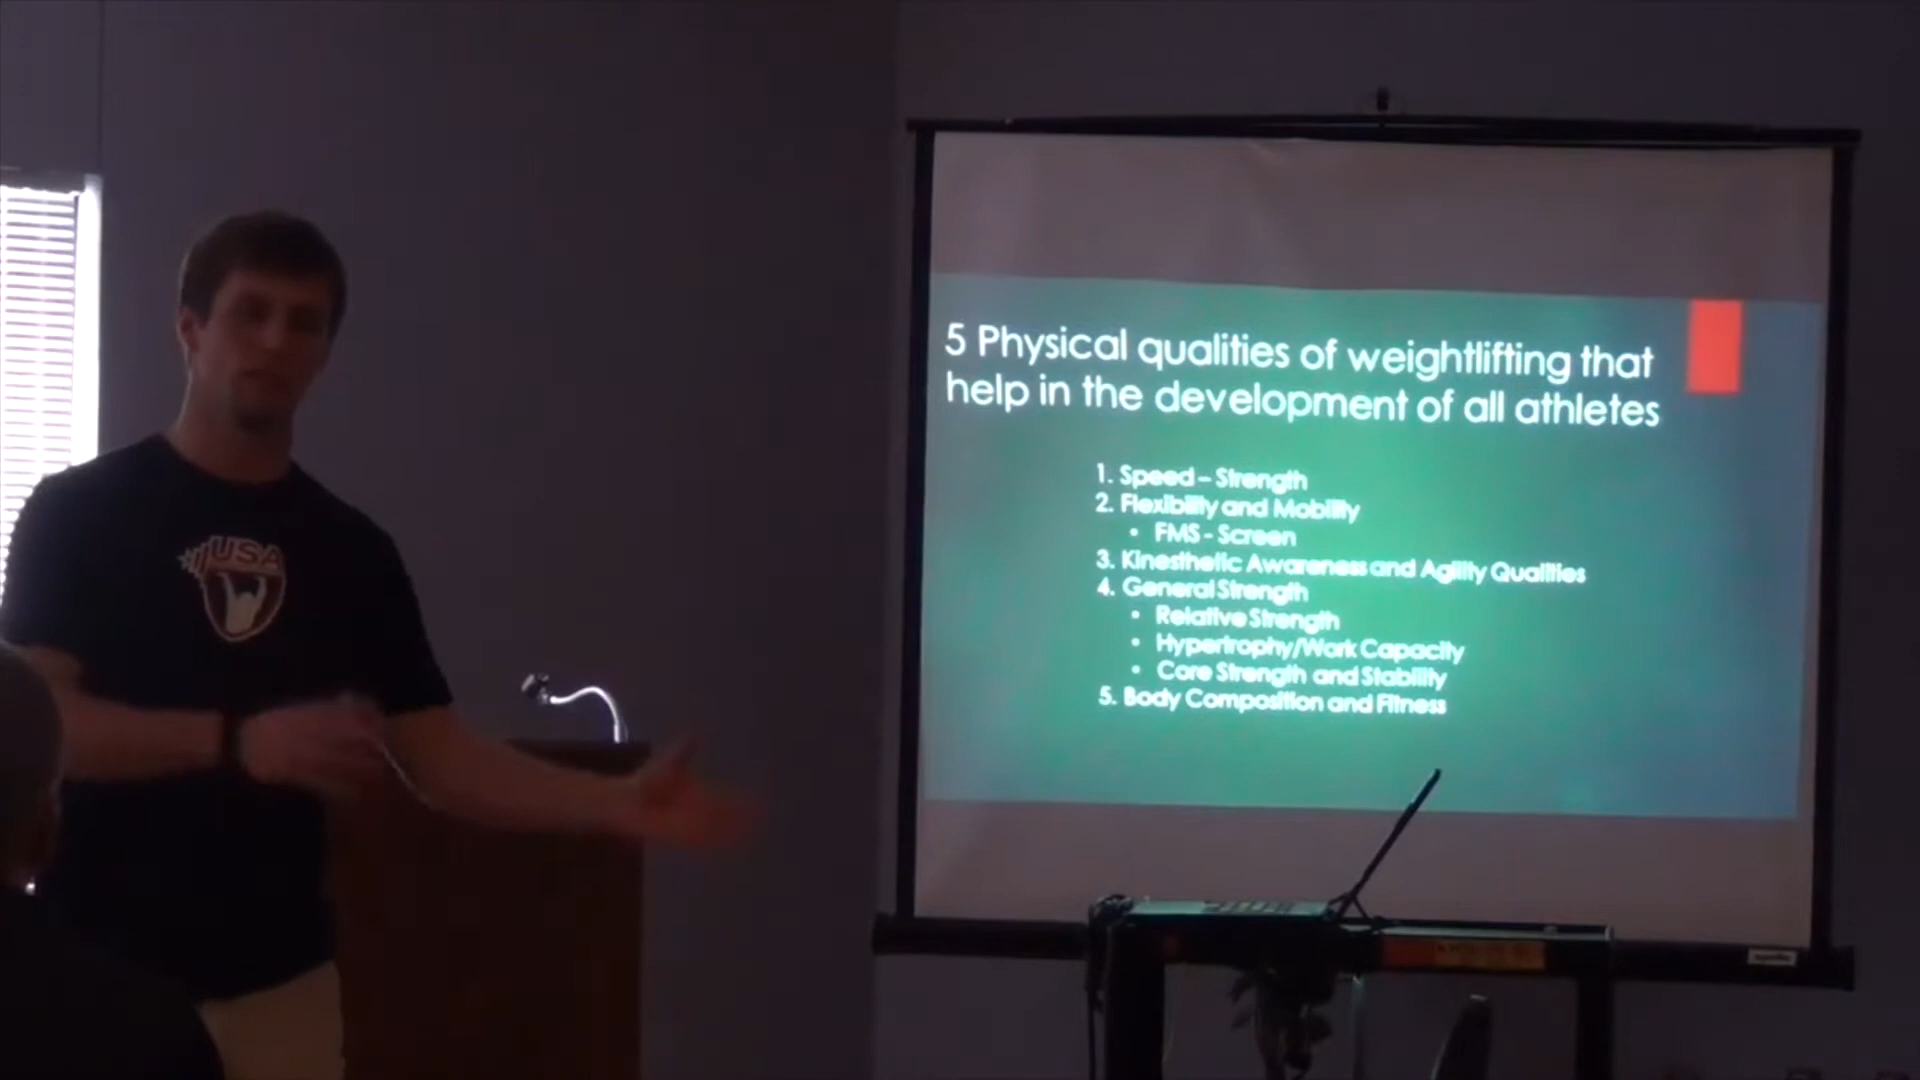 USA
5 Physical qualities of weightlifting that
help in the development of all athletes
1. Speed – Strength
2. Flexibility and Mobility
• FMS - Screen
3. Kinesthetic Awareness and Agility Qualities
4. General Strength
• Relative Strength
• Hypertrophy/Work Capacity
• Core Strength and Stability
5. Body Composition and Fitness